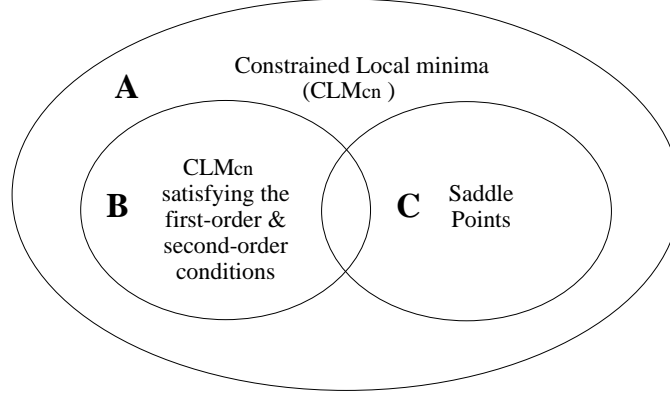 A
Constrained Local minima
(CLMcn )
B
CLMcn
satisfying the
first-order &
second-order
conditions
C
Saddle
Points